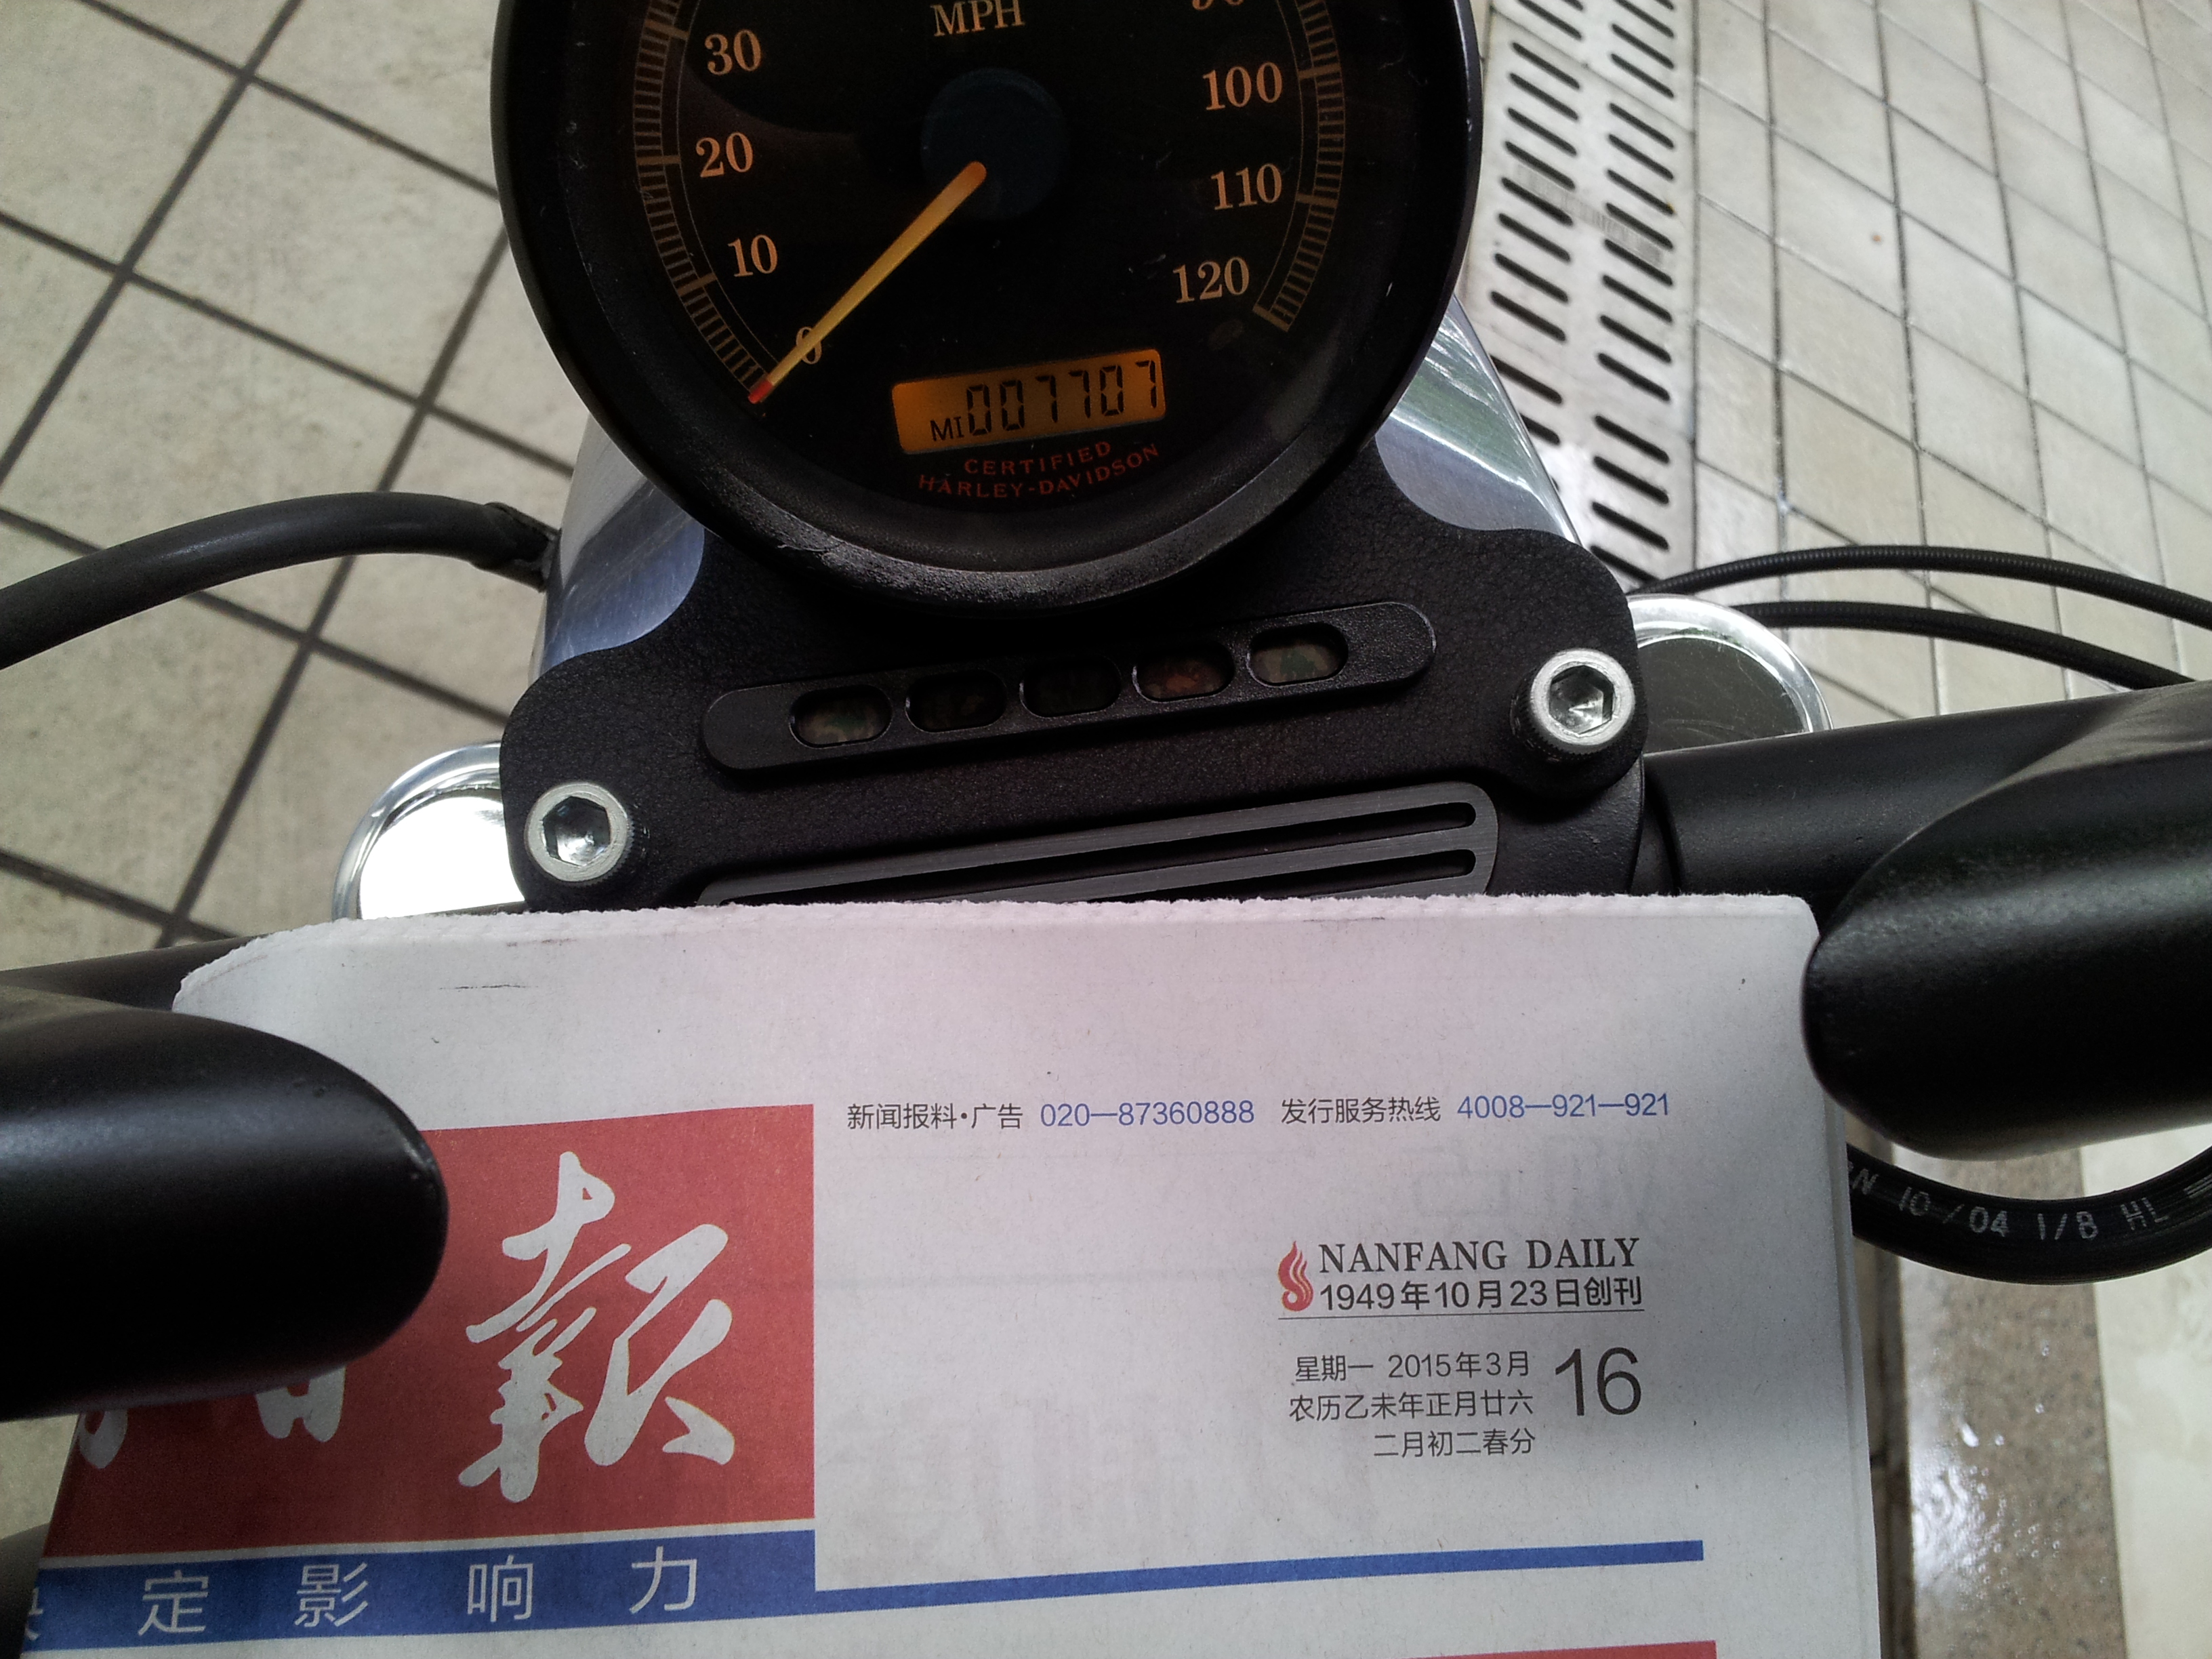 MPH
30
100
20
110
10
120
0
MI 007707
CERTIFIED
HARLEY-DAVIDSON
新闻报料·广告 020—87360888 发行服务热线 4008—921—921
10/04 1/8 HL
NANFANG DAILY
1949年10月23日创刊
星期一 2015年3月 16
农历乙未年正月廿六
二月初二春分
報
定影响力